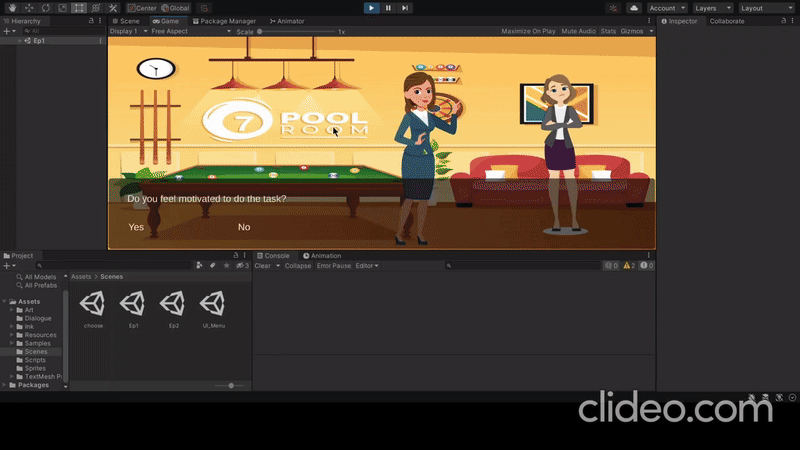 Center Global Account Layers Layout
Hierarchy Scene Game Package Manager Animator Inspector Collaborate
All Display 1 Free Aspect Scale 1x Maximize On Play Mute Audio Stats Gizmos
Ep1
7 POOL
ROOM
Do you feel motivated to do the task?
Yes No
Project Console Animation
Clear Collapse Error Pause Editor 0 2 0
3
All Models Assets > Scenes
All Prefabs
Assets
Art
Dialogue
Ink
Resources
Samples
Scenes
Scripts
Sprites
TextMesh P
Packages
choose Ep1 Ep2 UI_Menu
clideo.com